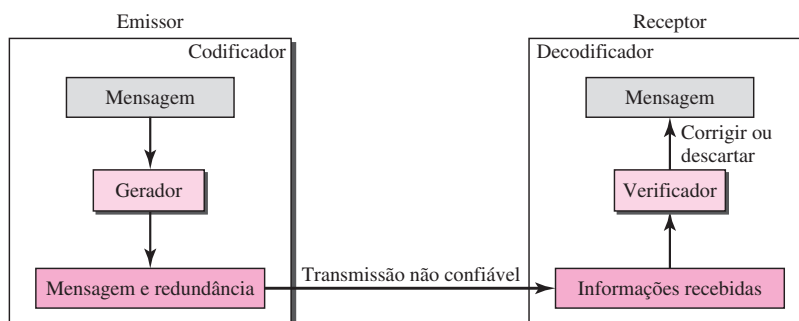 Emissor
Codificador
Mensagem
Gerador
Mensagem e redundância
Transmissão não confiável
Receptor
Decodificador
Mensagem
Corrigir ou
descartar
Verificador
Informações recebidas